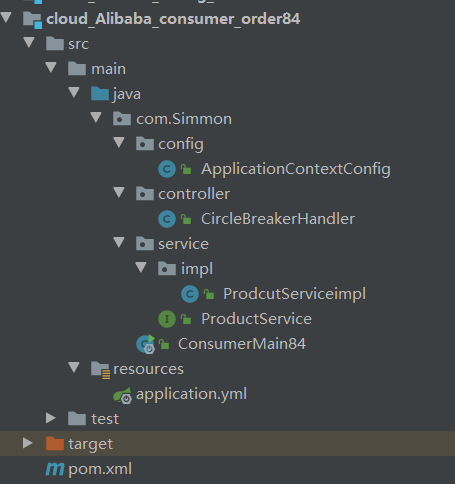 cloud_Alibaba_consumer_order84
src
main
java
com.Simmon
config
ApplicationContextConfig
controller
CircleBreakerHandler
service
impl
ProdcutServiceimpl
ProductService
ConsumerMain84
resources
application.yml
test
target
pom.xml